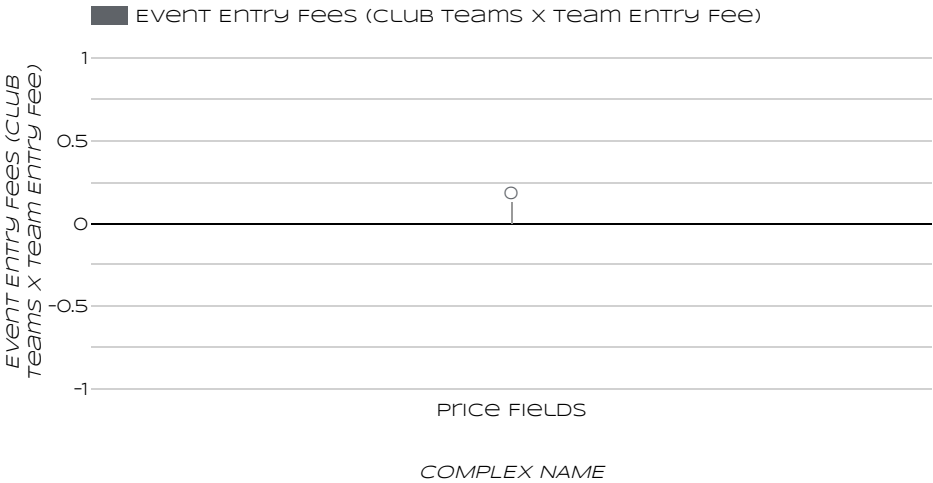 Event Entry Fees (Club Teams x Team Entry Fee)
Event Entry Fees (Club
Teams x Team Entry Fee)
1
0.5
0
-0.5
-1
0
Price Fields
COMPLEX NAME